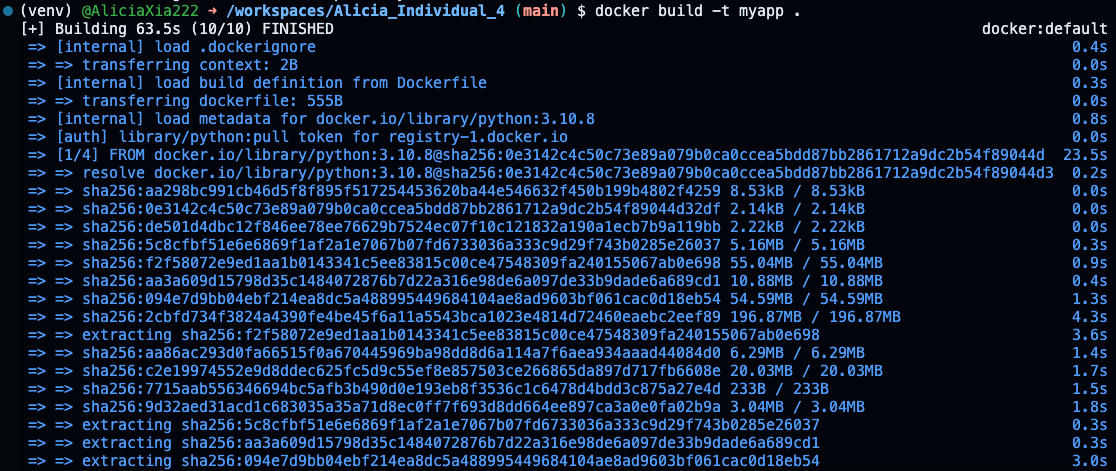 (venv) @AliciaXia222 → /workspaces/Alicia_Individual_4 (main) $ docker build -t myapp .
[+] Building 63.5s (10/10) FINISHED docker:default
=> [internal] load .dockerignore 0.4s
=> => transferring context: 2B 0.0s
=> [internal] load build definition from Dockerfile 0.3s
=> => transferring dockerfile: 555B 0.0s
=> [internal] load metadata for docker.io/library/python:3.10.8 0.8s
=> [auth] library/python:pull token for registry-1.docker.io 0.0s
=> [1/4] FROM docker.io/library/python:3.10.8@sha256:0e3142c4c50c73e89a079b0ca0ccea5bdd87bb2861712a9dc2b54f89044d 23.5s
=> => resolve docker.io/library/python:3.10.8@sha256:0e3142c4c50c73e89a079b0ca0ccea5bdd87bb2861712a9dc2b54f89044d3 0.2s
=> => sha256:aa298bc991cb46d5f8f895f517254453620ba44e546632f450b199b4802f4259 8.53kB / 8.53kB 0.0s
=> => sha256:0e3142c4c50c73e89a079b0ca0ccea5bdd87bb2861712a9dc2b54f89044d32df 2.14kB / 2.14kB 0.0s
=> => sha256:de501d4dbc12f846ee78ee76629b7524ec07f10c121832a190a1ecb7b9a119bb 2.22kB / 2.22kB 0.0s
=> => sha256:5c8cfbf51e6e6869f1af2a1e7067b07fd6733036a333c9d29f743b0285e26037 5.16MB / 5.16MB 0.3s
=> => sha256:f2f58072e9ed1aa1b0143341c5ee83815c00ce47548309fa240155067ab0e698 55.04MB / 55.04MB 0.9s
=> => sha256:aa3a609d15798d35c1484072876b7d22a316e98de6a097de33b9dade6a689cd1 10.88MB / 10.88MB 0.4s
=> => sha256:094e7d9bb04ebf214ea8dc5a488995449684104ae8ad9603bf061cac0d18eb54 54.59MB / 54.59MB 1.3s
=> => sha256:2cbfd734f3824a4390fe4be45f6a11a5543bca1023e4814d72460eaebc2eef89 196.87MB / 196.87MB 4.3s
=> => extracting sha256:f2f58072e9ed1aa1b0143341c5ee83815c00ce47548309fa240155067ab0e698 3.6s
=> => sha256:aa86ac293d0fa66515f0a670445969ba98dd8d6a114a7f6aea934aaad44084d0 6.29MB / 6.29MB 1.4s
=> => sha256:c2e19974552e9d8ddec625fc5d9c55ef8e857503ce266865da897d717fb6608e 20.03MB / 20.03MB 1.7s
=> => sha256:7715aab556346694bc5afb3b490d0e193eb8f3536c1c6478d4bdd3c875a27e4d 233B / 233B 1.5s
=> => sha256:9d32aed31acd1c683035a35a71d8ec0ff7f693d8dd664ee897ca3a0e0fa02b9a 3.04MB / 3.04MB 1.8s
=> => extracting sha256:5c8cfbf51e6e6869f1af2a1e7067b07fd6733036a333c9d29f743b0285e26037 0.3s
=> => extracting sha256:aa3a609d15798d35c1484072876b7d22a316e98de6a097de33b9dade6a689cd1 0.3s
=> => extracting sha256:094e7d9bb04ebf214ea8dc5a488995449684104ae8ad9603bf061cac0d18eb54 3.0s